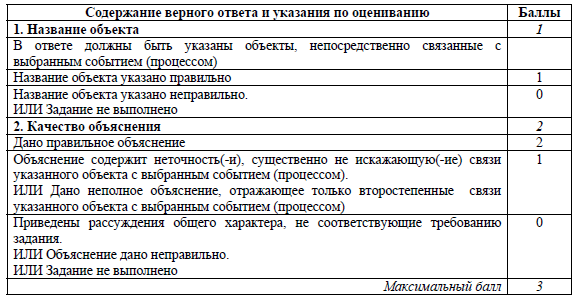 Содержание верного ответа и указания по оцениванию Баллы
1. Название объекта 1
В ответе должны быть указаны объекты, непосредственно связанные с
выбранным событием (процессом)
Название объекта указано правильно 1
Название объекта указано неправильно. 0
ИЛИ Задание не выполнено
2. Качество объяснения 2
Дано правильное объяснение 2
Объяснение содержит неточность(-и), существенно не искажающую(-ие) связи 1
указанного объекта с выбранным событием (процессом).
ИЛИ Дано неполное объяснение, отражающее только второстепенные связи
указанного объекта с выбранным событием (процессом)
Приведены рассуждения общего характера, не соответствующие требованию 0
задания.
ИЛИ Объяснение дано неправильно.
ИЛИ Задание не выполнено
Максимальный балл 3